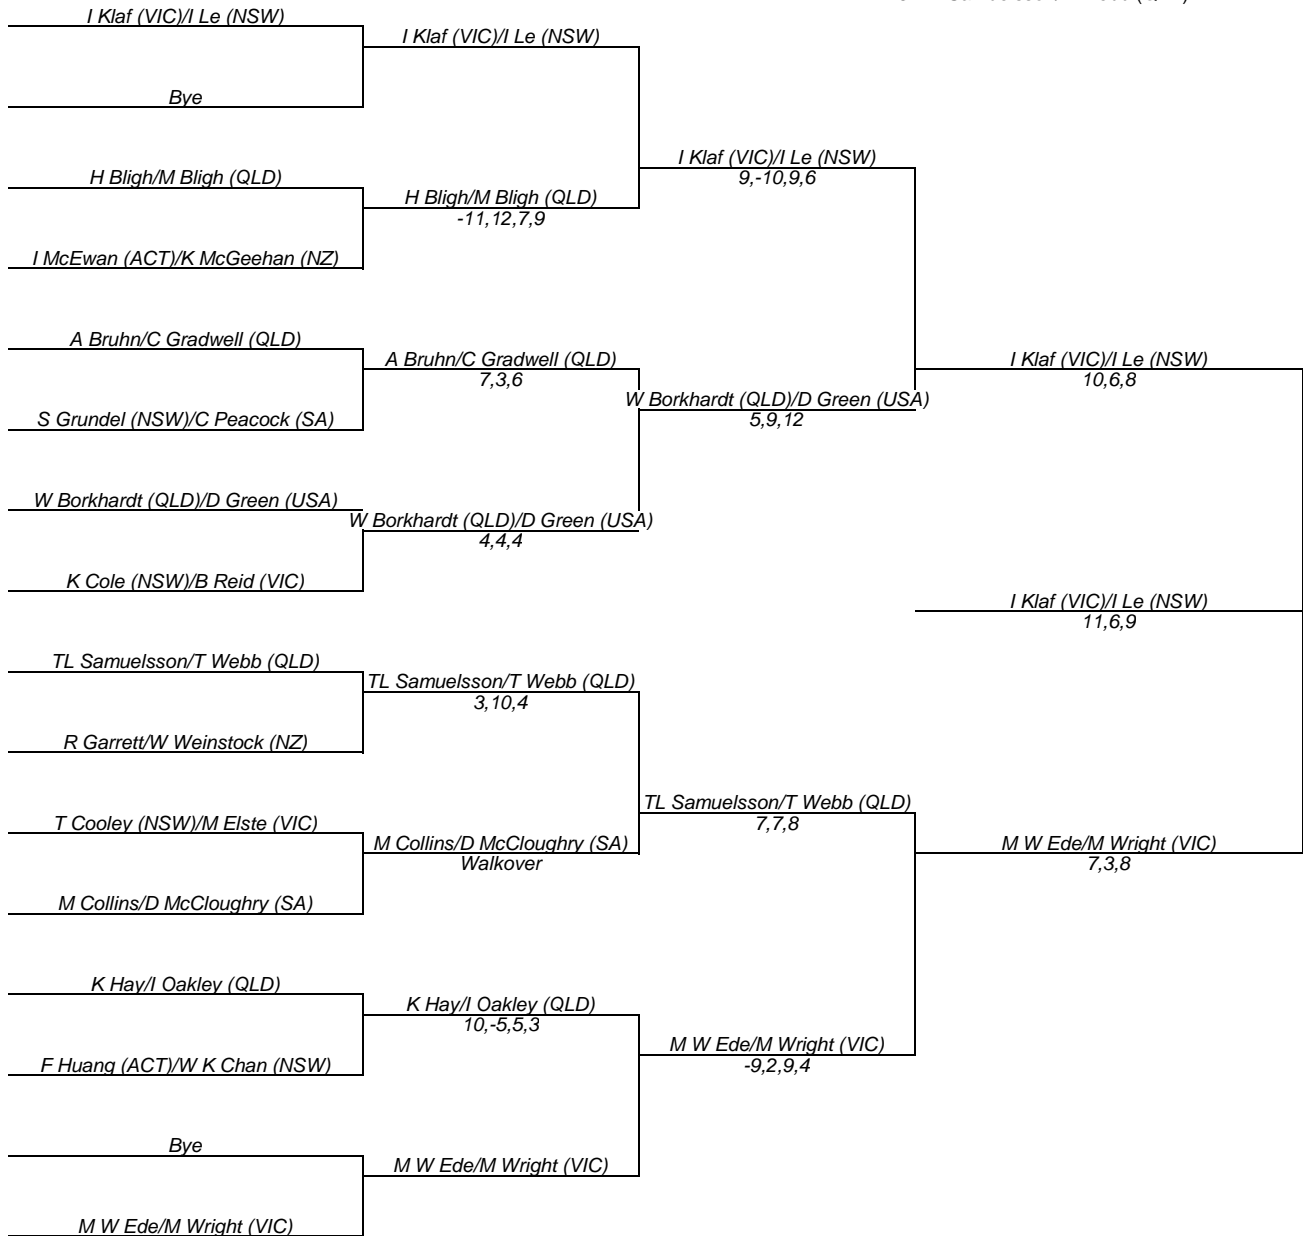 I Klaf (VIC)/I Le (NSW)
I Klaf (VIC)/I Le (NSW)
Bye
I Klaf (VIC)/I Le (NSW)
9,-10,9,6
H Bligh/M Bligh (QLD)
H Bligh/M Bligh (QLD)
-11,12,7,9
I McEwan (ACT)/K McGeehan (NZ)
A Bruhn/C Gradwell (QLD)
A Bruhn/C Gradwell (QLD)
7,3,6
I Klaf (VIC)/I Le (NSW)
10,6,8
W Borkhardt (QLD)/D Green (USA)
5,9,12
S Grundel (NSW)/C Peacock (SA)
W Borkhardt (QLD)/D Green (USA)
W Borkhardt (QLD)/D Green (USA)
4,4,4
K Cole (NSW)/B Reid (VIC)
I Klaf (VIC)/I Le (NSW)
11,6,9
TL Samuelsson/T Webb (QLD)
TL Samuelsson/T Webb (QLD)
3,10,4
R Garrett/W Weinstock (NZ)
TL Samuelsson/T Webb (QLD)
7,7,8
T Cooley (NSW)/M Elste (VIC)
M Collins/D McCloughry (SA)
Walkover
M W Ede/M Wright (VIC)
7,3,8
M Collins/D McCloughry (SA)
K Hay/I Oakley (QLD)
K Hay/I Oakley (QLD)
10,-5,5,3
M W Ede/M Wright (VIC)
-9,2,9,4
F Huang (ACT)/W K Chan (NSW)
Bye
M W Ede/M Wright (VIC)
M W Ede/M Wright (VIC)